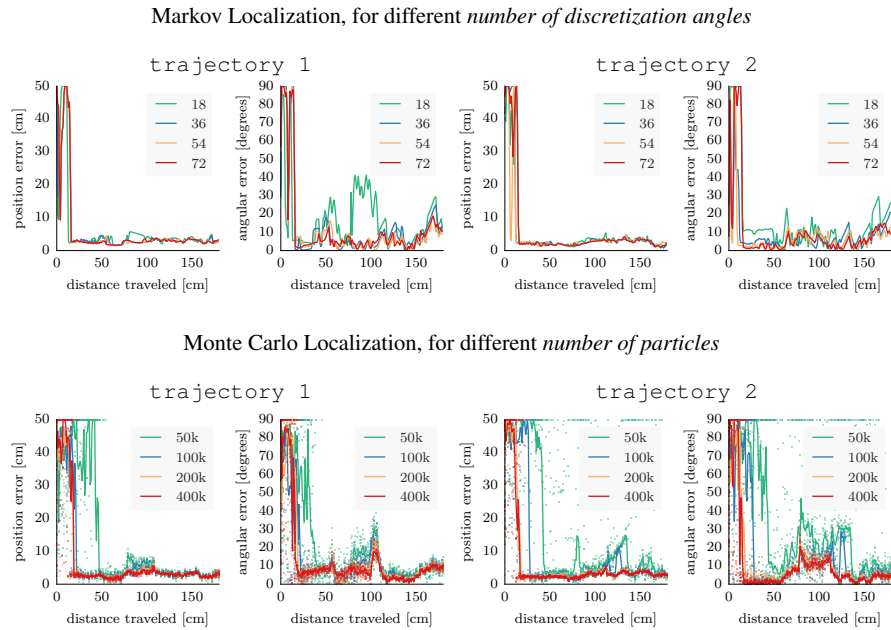 Markov Localization, for different number of discretization angles
trajectory 1
trajectory 2
position error [cm]
50
40
30
20
10
0
0
50
100
150
distance traveled [cm]
18
36
54
72
angular error [degrees]
90
80
70
60
50
40
30
20
10
0
0
50
100
150
distance traveled [cm]
18
36
54
72
position error [cm]
50
40
30
20
10
0
0
50
100
150
distance traveled [cm]
18
36
54
72
angular error [degrees]
90
80
70
60
50
40
30
20
10
0
0
50
100
150
distance traveled [cm]
18
36
54
72
Monte Carlo Localization, for different number of particles
trajectory 1
trajectory 2
position error [cm]
50
40
30
20
10
0
0
50
100
150
distance traveled [cm]
50k
100k
200k
400k
angular error [degrees]
90
80
70
60
50
40
30
20
10
0
0
50
100
150
distance traveled [cm]
50k
100k
200k
400k
position error [cm]
50
40
30
20
10
0
0
50
100
150
distance traveled [cm]
50k
100k
200k
400k
angular error [degrees]
90
80
70
60
50
40
30
20
10
0
0
50
100
150
distance traveled [cm]
50k
100k
200k
400k